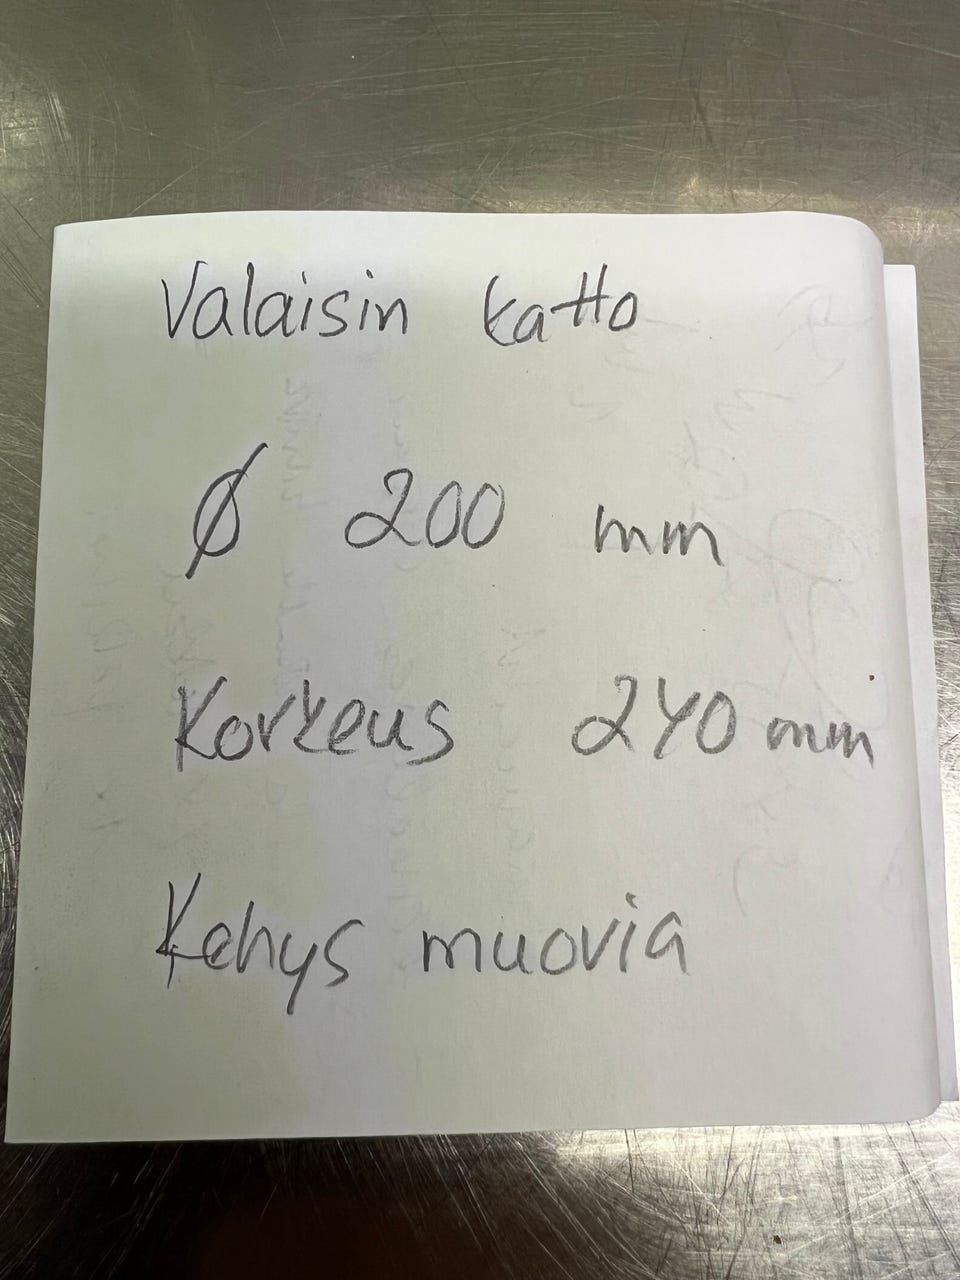 Valaisin katto
Ø 200 mm
Korkeus 240 mm
Kehys muovia